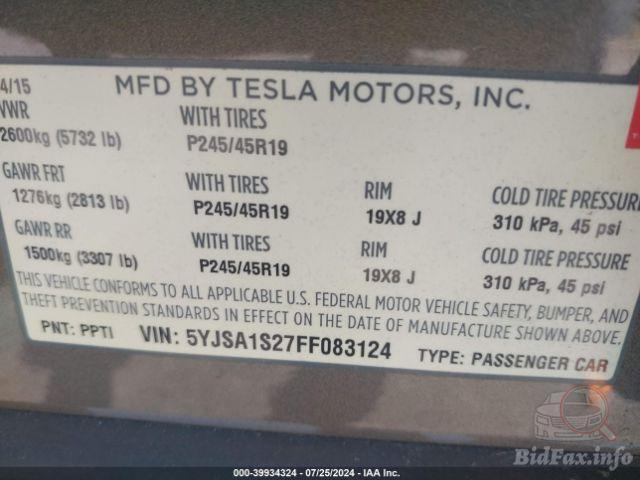 4/15 MFD BY TESLA MOTORS, INC.
VWR WITH TIRES
2600kg (5732 lb) P245/45R19
GAWR FRT WITH TIRES RIM COLD TIRE PRESSURE
1276kg (2813 lb) P245/45R19 19X8 J 310 kPa, 45 psi
GAWR RR WITH TIRES RIM COLD TIRE PRESSURE
1500kg (3307 lb) P245/45R19 19X8 J 310 kPa, 45 psi
THIS VEHICLE CONFORMS TO ALL APPLICABLE U.S. FEDERAL MOTOR VEHICLE SAFETY, BUMPER, AND
THEFT PREVENTION STANDARDS IN EFFECT ON THE DATE OF MANUFACTURE SHOWN ABOVE.
PNT: PPTI VIN: 5YJSA1S27FF083124 TYPE: PASSENGER CAR
000-39934324 / 07/25/2024 - IAA Inc.
BidFax.info